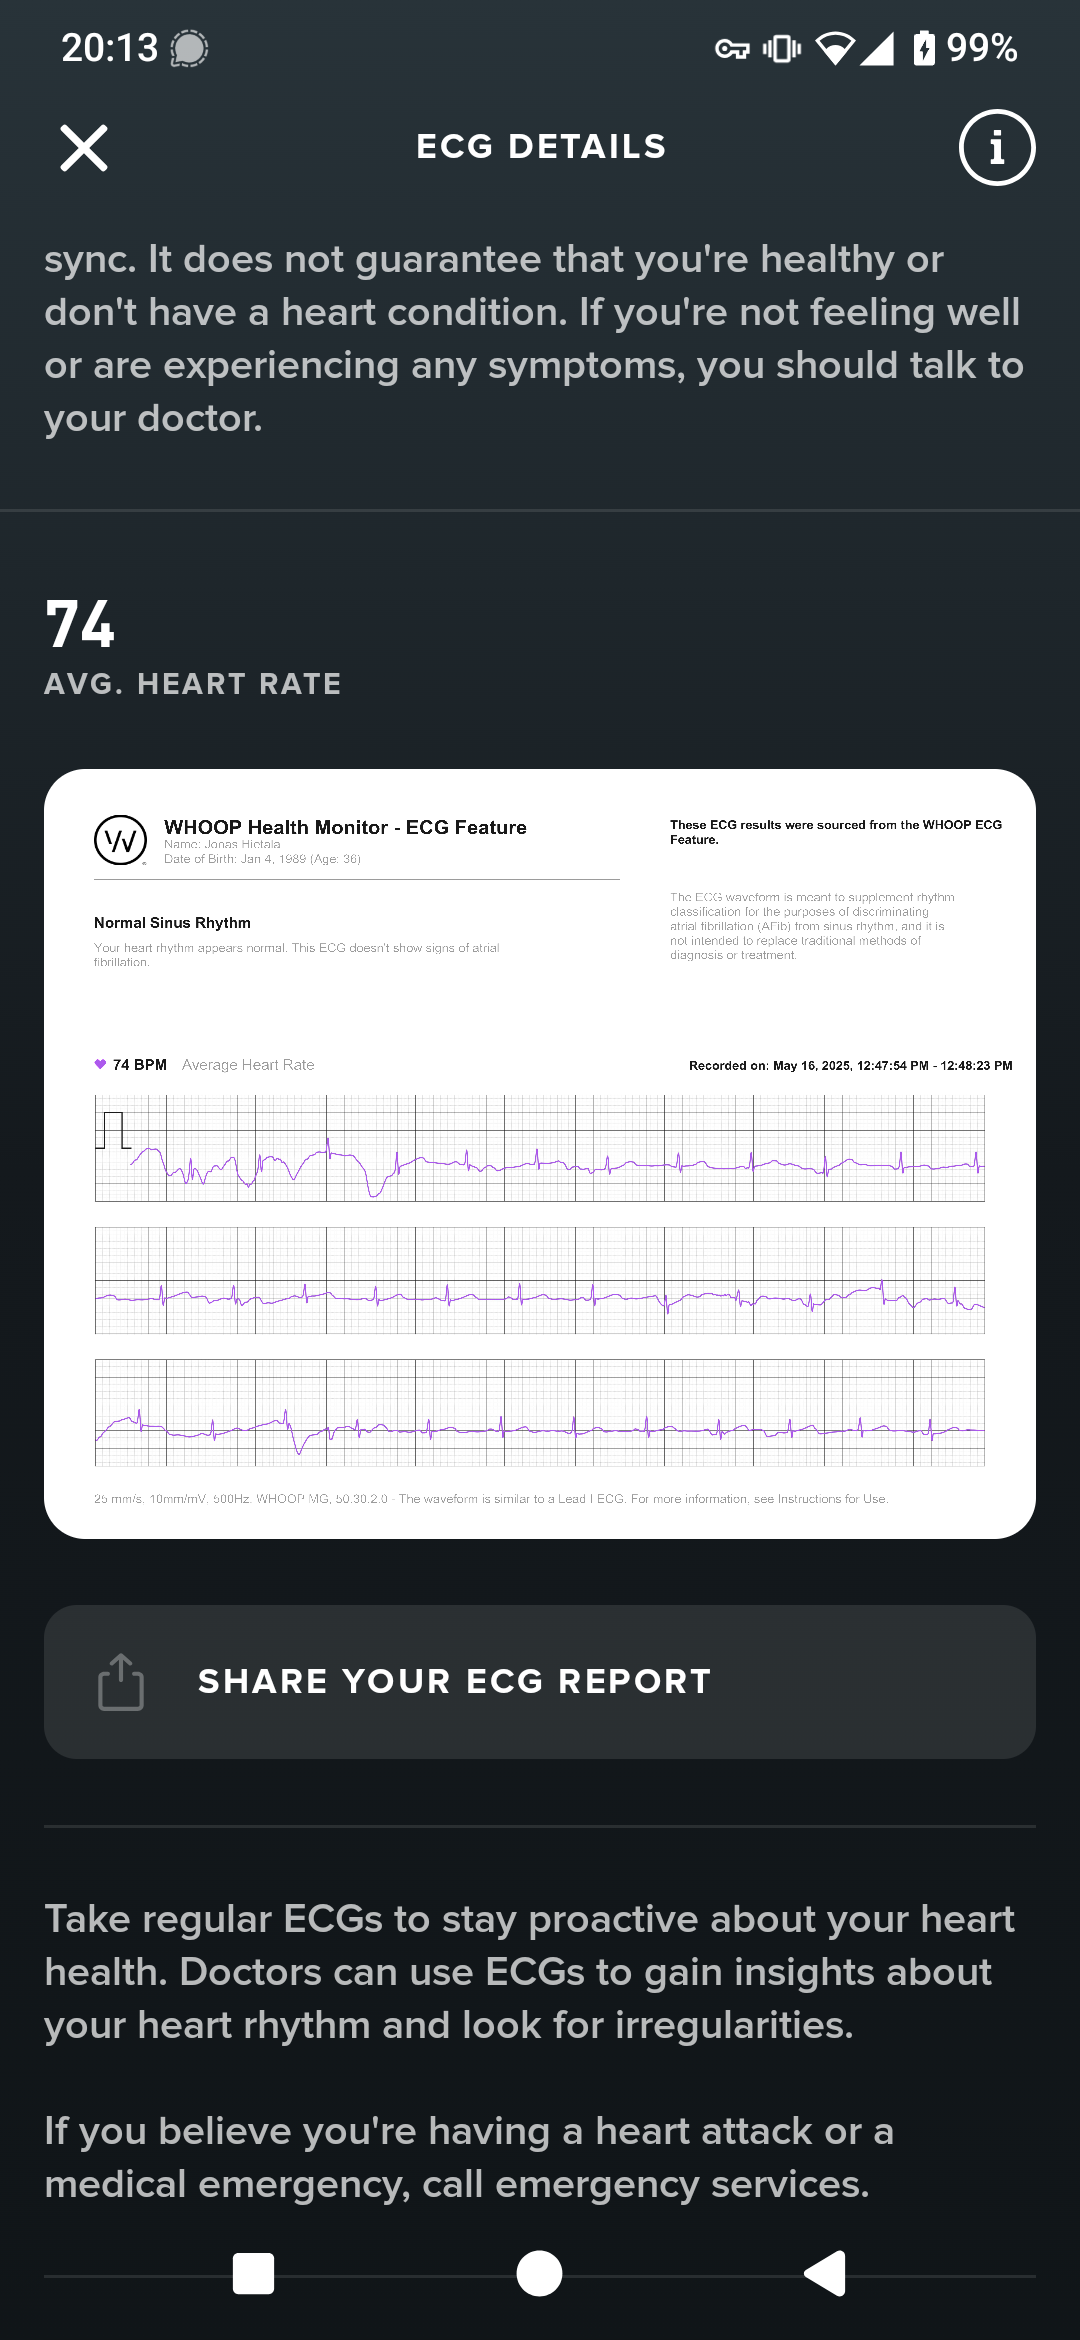 20:13
99%
ECG DETAILS
i
sync. It does not guarantee that you're healthy or
don't have a heart condition. If you're not feeling well
or are experiencing any symptoms, you should talk to
your doctor.
74
AVG. HEART RATE
WHOOP Health Monitor - ECG Feature
Name: Jonas Hietala
Date of Birth: Jan 4, 1989 (Age: 36)
These ECG results were sourced from the WHOOP ECG
Feature.
Normal Sinus Rhythm
Your heart rhythm appears normal. This ECG doesn't show signs of atrial
fibrillation.
The ECG waveform is meant to supplement rhythm
classification for the purposes of discriminating
atrial fibrillation (AFib) from sinus rhythm, and it is
not intended to replace traditional methods of
diagnosis or treatment.
74 BPM Average Heart Rate
Recorded on: May 16, 2025, 12:47:54 PM - 12:48:23 PM
25 mm/s, 10mm/mV, 500Hz, WHOOP MG, 50.30.2.0 - The waveform is similar to a Lead I ECG. For more information, see Instructions for Use.
SHARE YOUR ECG REPORT
Take regular ECGs to stay proactive about your heart
health. Doctors can use ECGs to gain insights about
your heart rhythm and look for irregularities.
If you believe you're having a heart attack or a
medical emergency, call emergency services.